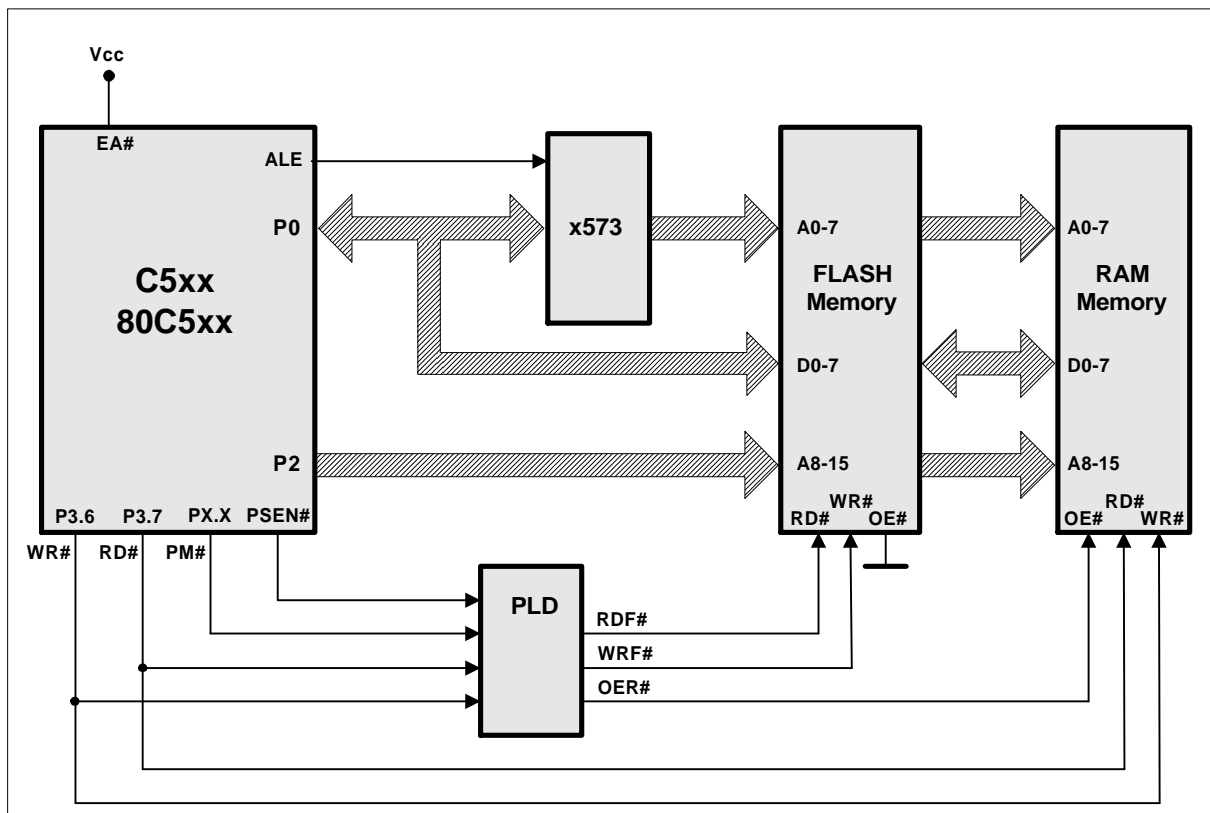 Vcc
EA#
ALE
P0
C5xx
80C5xx
P2
P3.6 P3.7 PX.X PSEN#
WR# RD# PM#
x573
A0-7
FLASH
Memory
D0-7
A8-15
WR#
RD# OE#
A0-7
RAM
Memory
D0-7
A8-15
RD#
OE# WR#
PLD
RDF#
WRF#
OER#